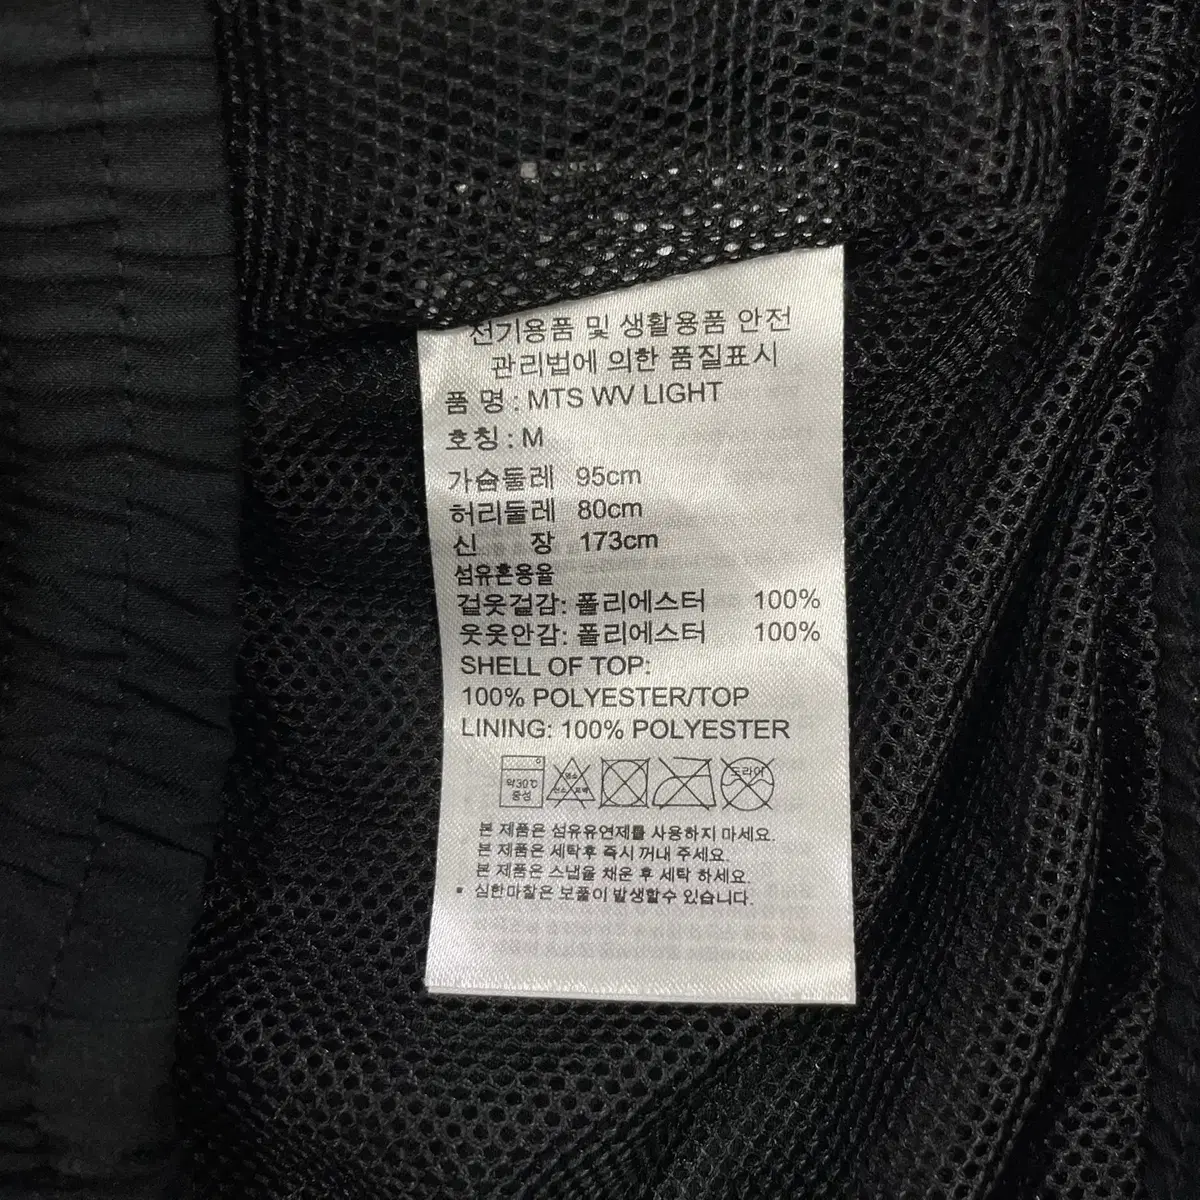 전기용품 및 생활용품 안전
관리법에 의한 품질표시
품 명 : MTS WV LIGHT
호칭 : M
가슴둘레 95cm
허리둘레 80cm
신 장 173cm
섬유혼용율
겉옷겉감: 폴리에스터 100%
웃옷안감: 폴리에스터 100%
SHELL OF TOP:
100% POLYESTER/TOP
LINING: 100% POLYESTER
약30℃ 중성 드라이
본 제품은 섬유유연제를 사용하지 마세요.
본 제품은 세탁후 즉시 꺼내 주세요.
본 제품은 스냅을 채운 후 세탁 하세요.
* 심한마찰은 보풀이 발생할수 있습니다.